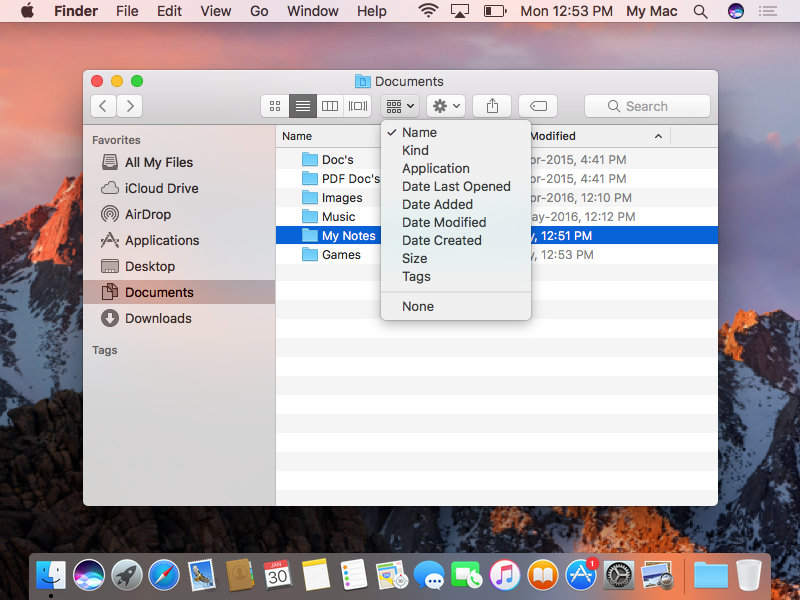 Finder File Edit View Go Window Help Mon 12:53 PM My Mac
Documents
Search
Favorites
All My Files
iCloud Drive
AirDrop
Applications
Desktop
Documents
Downloads
Tags
Name Modified
Doc's pr-2015, 4:41 PM
PDF Doc's pr-2015, 4:41 PM
Images pr-2016, 12:10 PM
Music ay-2016, 12:12 PM
My Notes y, 12:51 PM
Games y, 12:53 PM
Name
Kind
Application
Date Last Opened
Date Added
Date Modified
Date Created
Size
Tags
None
JAN
30
1